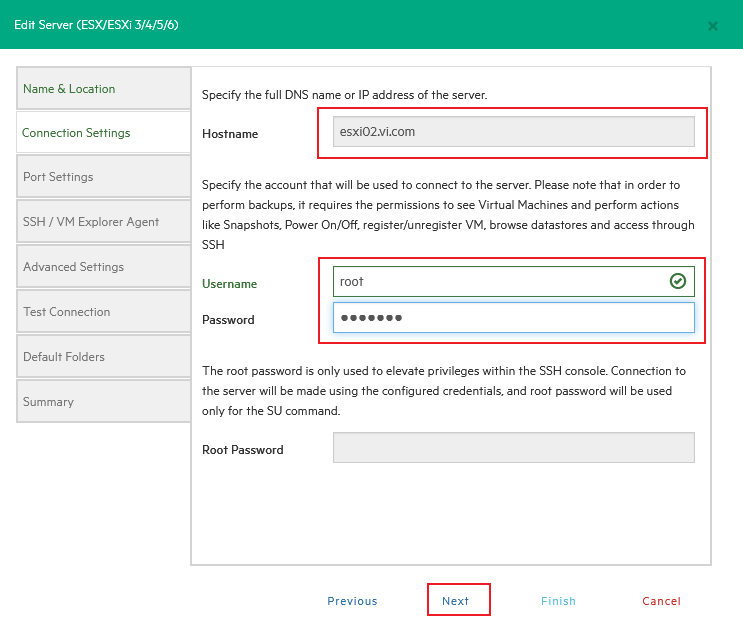 Edit Server (ESX/ESXi 3/4/5/6)
Name & Location
Connection Settings
Port Settings
SSH / VM Explorer Agent
Advanced Settings
Test Connection
Default Folders
Summary
Specify the full DNS name or IP address of the server.
Hostname esxi02.vi.com
Specify the account that will be used to connect to the server. Please note that in order to
perform backups, it requires the permissions to see Virtual Machines and perform actions
like Snapshots, Power On/Off, register/unregister VM, browse datastores and access through
SSH
Username root
Password ●●●●●●●
The root password is only used to elevate privileges within the SSH console. Connection to
the server will be made using the configured credentials, and root password will be used
only for the SU command.
Root Password
Previous Next Finish Cancel